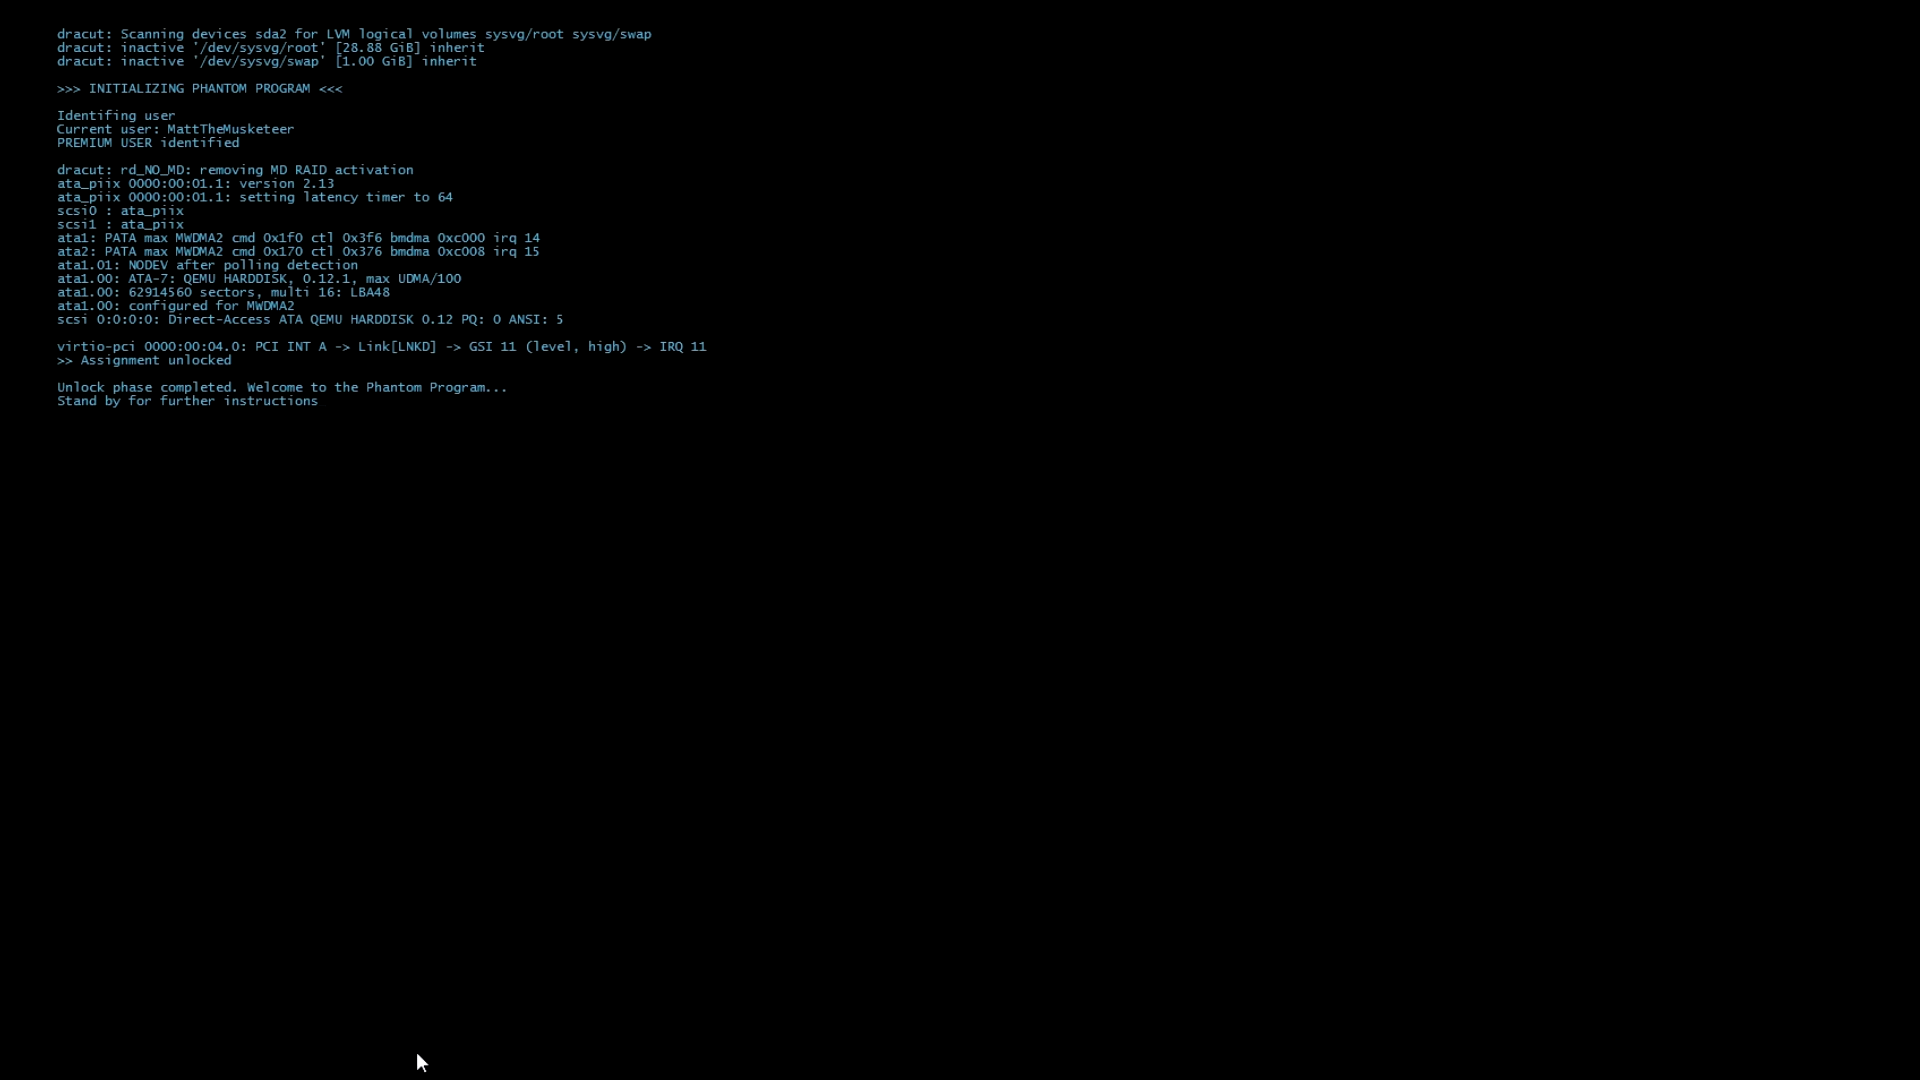 dracut: Scanning devices sda2 for LVM logical volumes sysvg/root sysvg/swap
dracut: inactive '/dev/sysvg/root' [28.88 GiB] inherit
dracut: inactive '/dev/sysvg/swap' [1.00 GiB] inherit
>>> INITIALIZING PHANTOM PROGRAM <<<
Identifing user
Current user: MattTheMusketeer
PREMIUM USER identified
dracut: rd_NO_MD: removing MD RAID activation
ata_piix 0000:00:01.1: version 2.13
ata_piix 0000:00:01.1: setting latency timer to 64
scsi0 : ata_piix
scsi1 : ata_piix
ata1: PATA max MWDMA2 cmd 0x1f0 ctl 0x3f6 bmdma 0xc000 irq 14
ata2: PATA max MWDMA2 cmd 0x170 ctl 0x376 bmdma 0xc008 irq 15
ata1.01: NODEV after polling detection
ata1.00: ATA-7: QEMU HARDDISK, 0.12.1, max UDMA/100
ata1.00: 62914560 sectors, multi 16: LBA48
ata1.00: configured for MWDMA2
scsi 0:0:0:0: Direct-Access ATA QEMU HARDDISK 0.12 PQ: 0 ANSI: 5
virtio-pci 0000:00:04.0: PCI INT A -> Link[LNKD] -> GSI 11 (level, high) -> IRQ 11
>> Assignment unlocked
Unlock phase completed. Welcome to the Phantom Program...
Stand by for further instructions